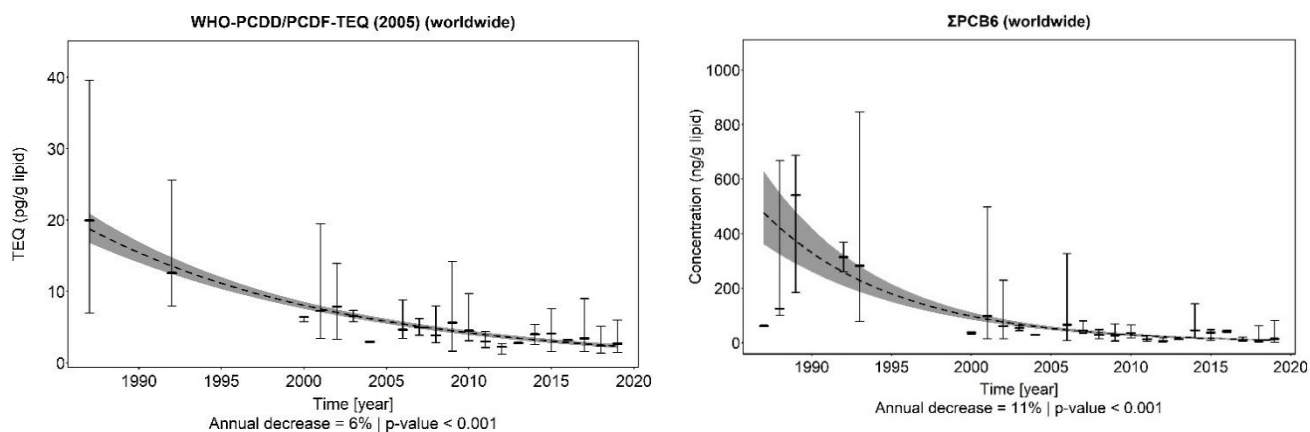 WHO-PCDD/PCDF-TEQ (2005) (worldwide)
TEQ (pg/g lipid)
40
30
20
10
0
1990 1995 2000 2005 2010 2015 2020
Time [year]
Annual decrease = 6% | p-value < 0.001
ΣPCB6 (worldwide)
Concentration (ng/g lipid)
1000
800
600
400
200
0
1990 1995 2000 2005 2010 2015 2020
Time [year]
Annual decrease = 11% | p-value < 0.001